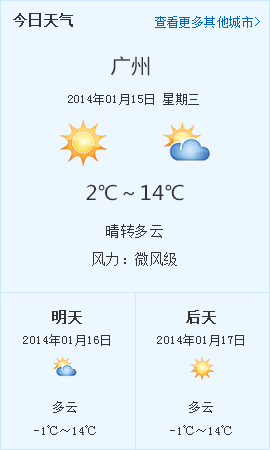 今日天气 查看更多其他城市>
广州
2014年01月15日 星期三
2℃～14℃
晴转多云
风力：微风级
明天 后天
2014年01月16日 2014年01月17日
多云 多云
-1℃～14℃ -1℃～14℃